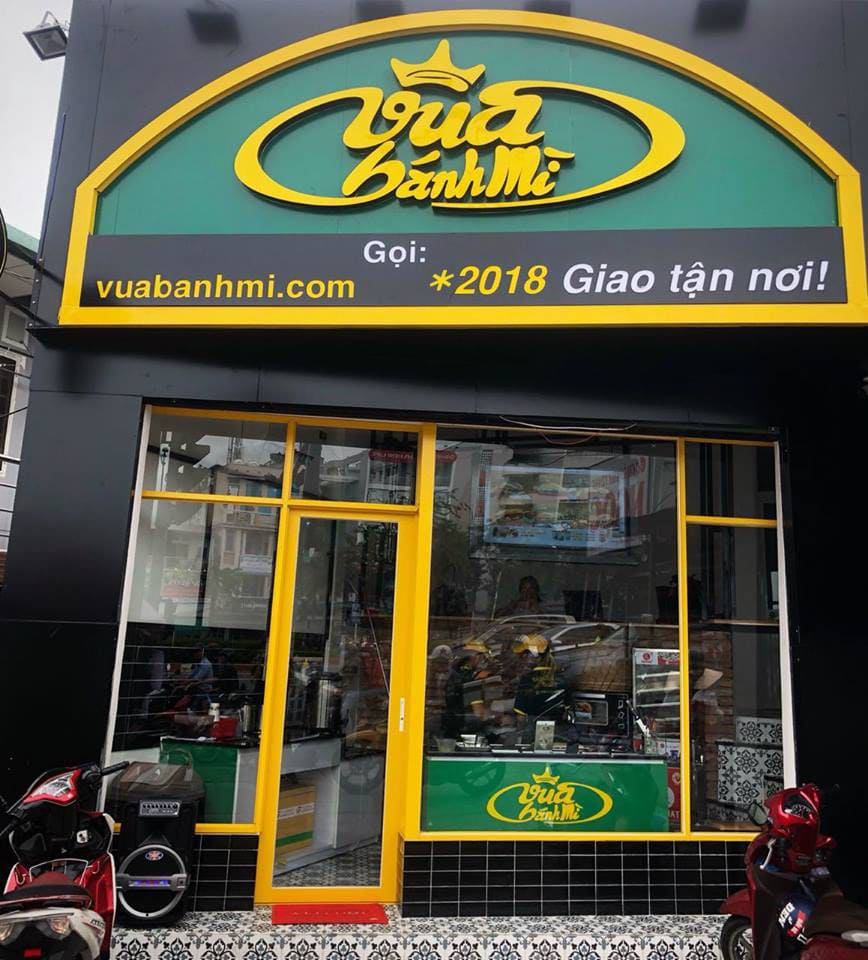 Vua
bánh Mì
Gọi:
vuabanhmi.com *2018 Giao tận nơi!
Vua
bánh Mì